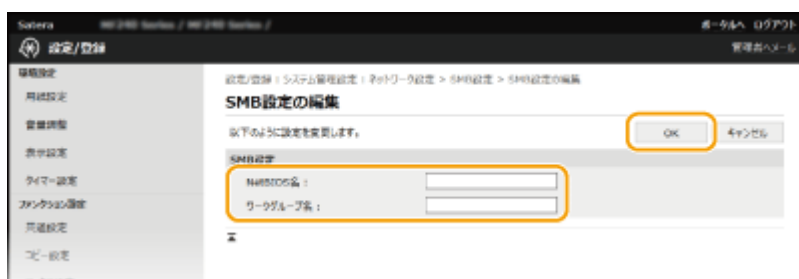 Satera
ポータルへ ログアウト
設定/登録
管理者へメール
環境設定
用紙設定
音量調整
表示設定
タイマー設定
ファンクション設定
共通設定
コピー設定
設定/登録 : システム管理設定 : ネットワーク設定 > SMB設定 > SMB設定の編集
SMB設定の編集
以下のように設定を変更します。
OK
キャンセル
SMB設定
NetBIOS名 :
ワークグループ名 :